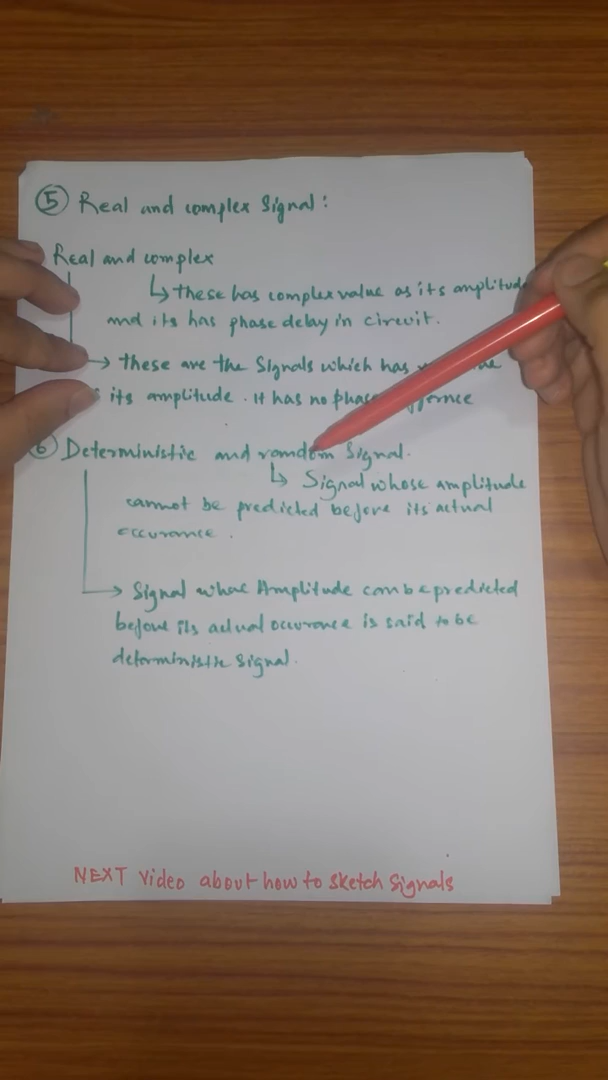 5 Real and complex Signal:
Real and complex
These has complex value as its amplitude
and its has phase delay in circuit.
These are the Signals which has
its amplitude. It has no phase
6 Deterministic and random Signal.
Signal whose amplitude
cannot be predicted before its actual
occurance.
Signal whoe Amplitude can be predicted
before its actual occurance is said to be
deterministic signal.
NEXT video about how to sketch signals